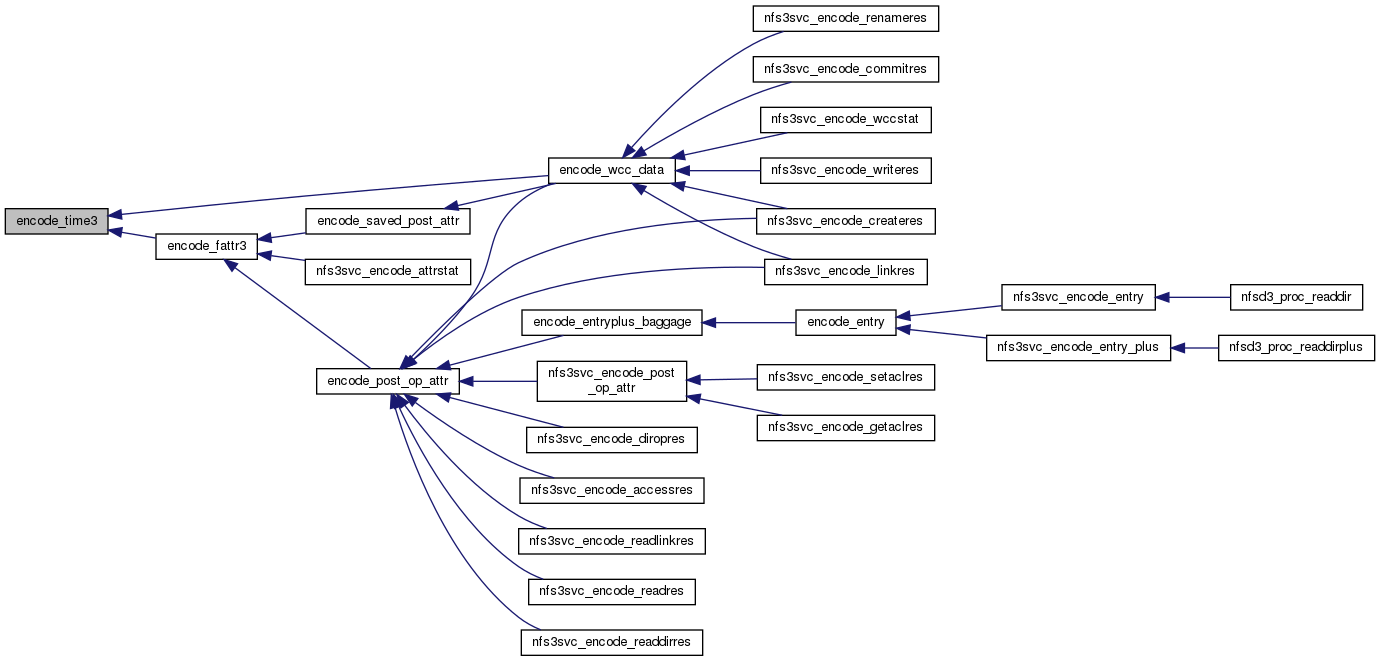 nfs3svc_encode_renameres
nfs3svc_encode_commitres
nfs3svc_encode_wccstat
encode_wcc_data
nfs3svc_encode_writeres
encode_time3
encode_saved_post_attr
nfs3svc_encode_createres
encode_fattr3
nfs3svc_encode_attrstat
nfs3svc_encode_linkres
nfs3svc_encode_entry
nfsd3_proc_readdir
encode_entryplus_baggage
encode_entry
nfs3svc_encode_entry_plus
nfsd3_proc_readdirplus
encode_post_op_attr
nfs3svc_encode_post
_op_attr
nfs3svc_encode_setaclres
nfs3svc_encode_getaclres
nfs3svc_encode_diropres
nfs3svc_encode_accessres
nfs3svc_encode_readlinkres
nfs3svc_encode_readres
nfs3svc_encode_readdirres